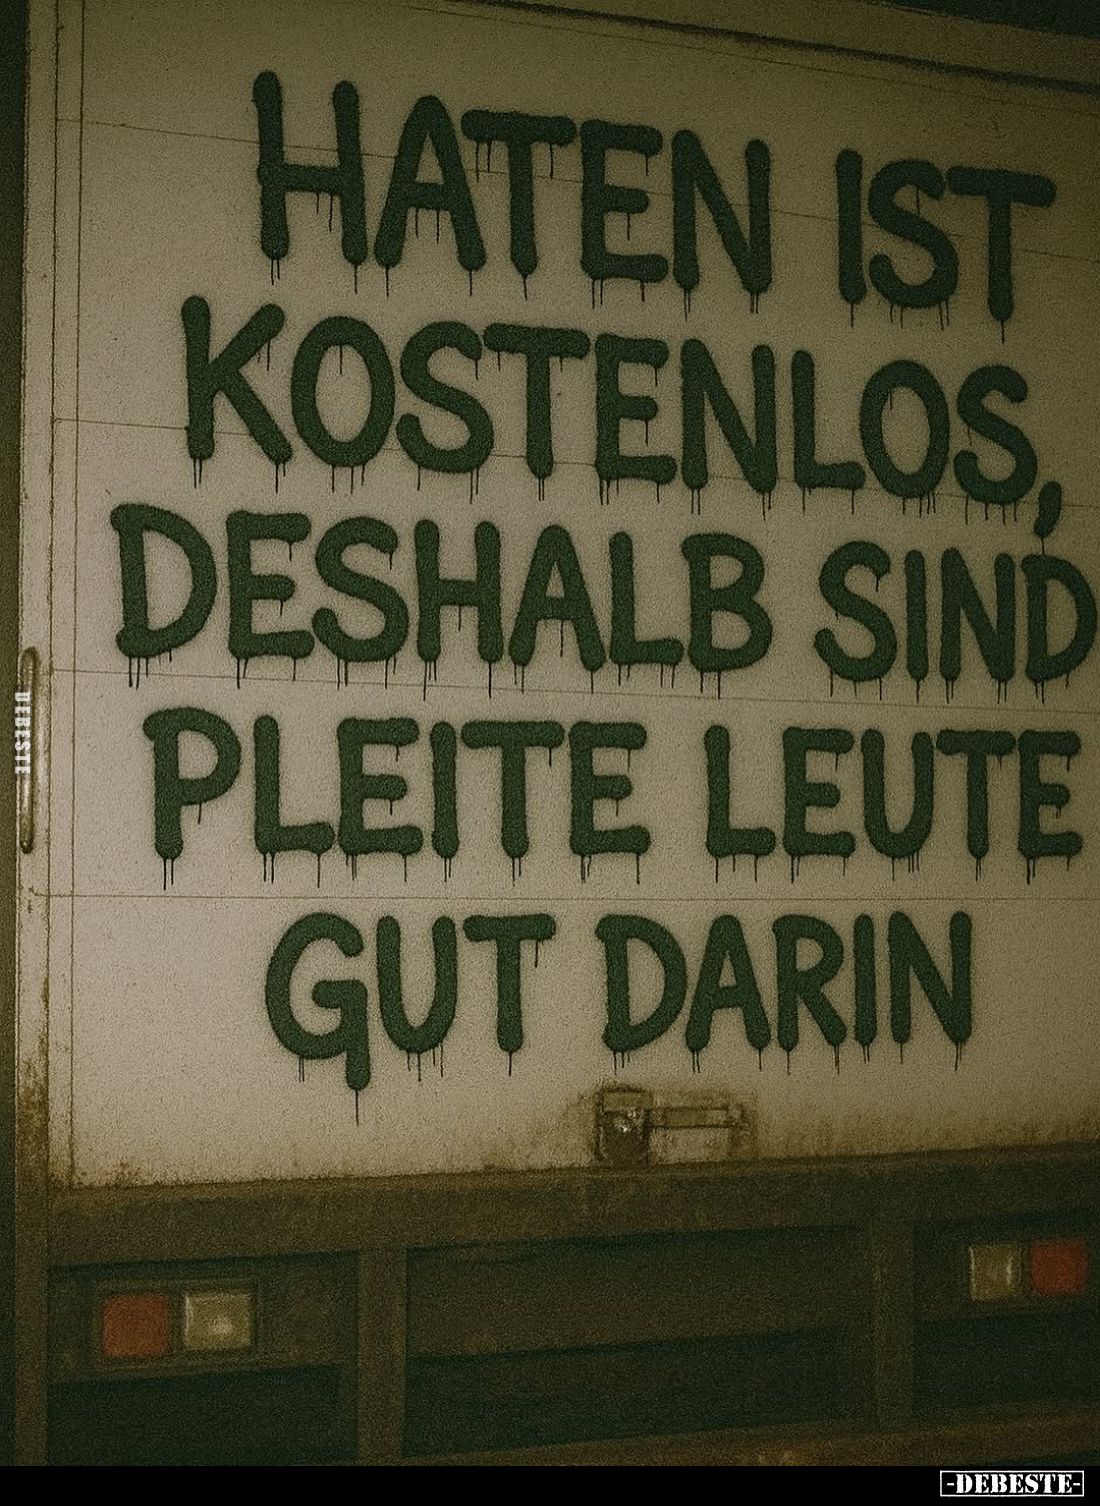 HATEN IST
KOSTENLOS,
DESHALB SIND
PLEITE LEUTE
GUT DARIN
DEBESTE
-DEBESTE-